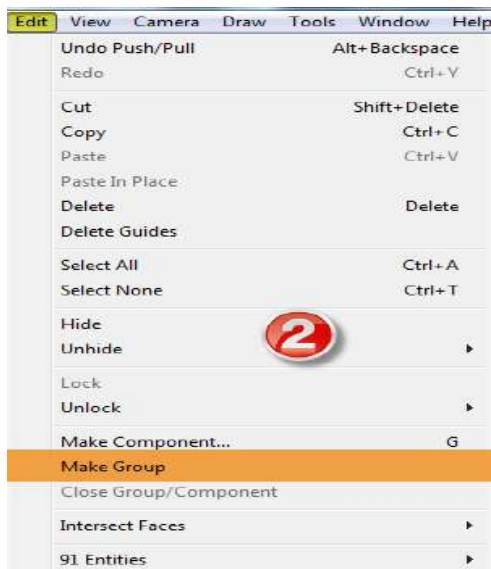 Edit View Camera Draw Tools Window Help
Undo Push/Pull Alt+Backspace
Redo Ctrl+Y
Cut Shift+Delete
Copy Ctrl+C
Paste Ctrl+V
Paste In Place
Delete Delete
Delete Guides
Select All Ctrl+A
Select None Ctrl+T
Hide
2
Unhide
Lock
Unlock
Make Component... G
Make Group
Close Group/Component
Intersect Faces
91 Entities